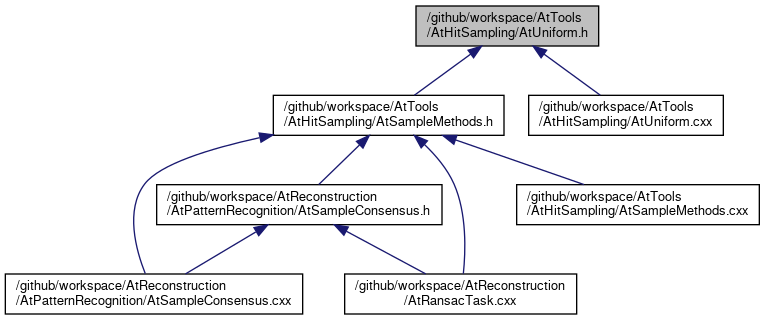 /github/workspace/AtTools
/AtHitSampling/AtUniform.h
/github/workspace/AtTools
/AtHitSampling/AtSampleMethods.h
/github/workspace/AtTools
/AtHitSampling/AtUniform.cxx
/github/workspace/AtReconstruction
/AtPatternRecognition/AtSampleConsensus.h
/github/workspace/AtTools
/AtHitSampling/AtSampleMethods.cxx
/github/workspace/AtReconstruction
/AtPatternRecognition/AtSampleConsensus.cxx
/github/workspace/AtReconstruction
/AtRansacTask.cxx